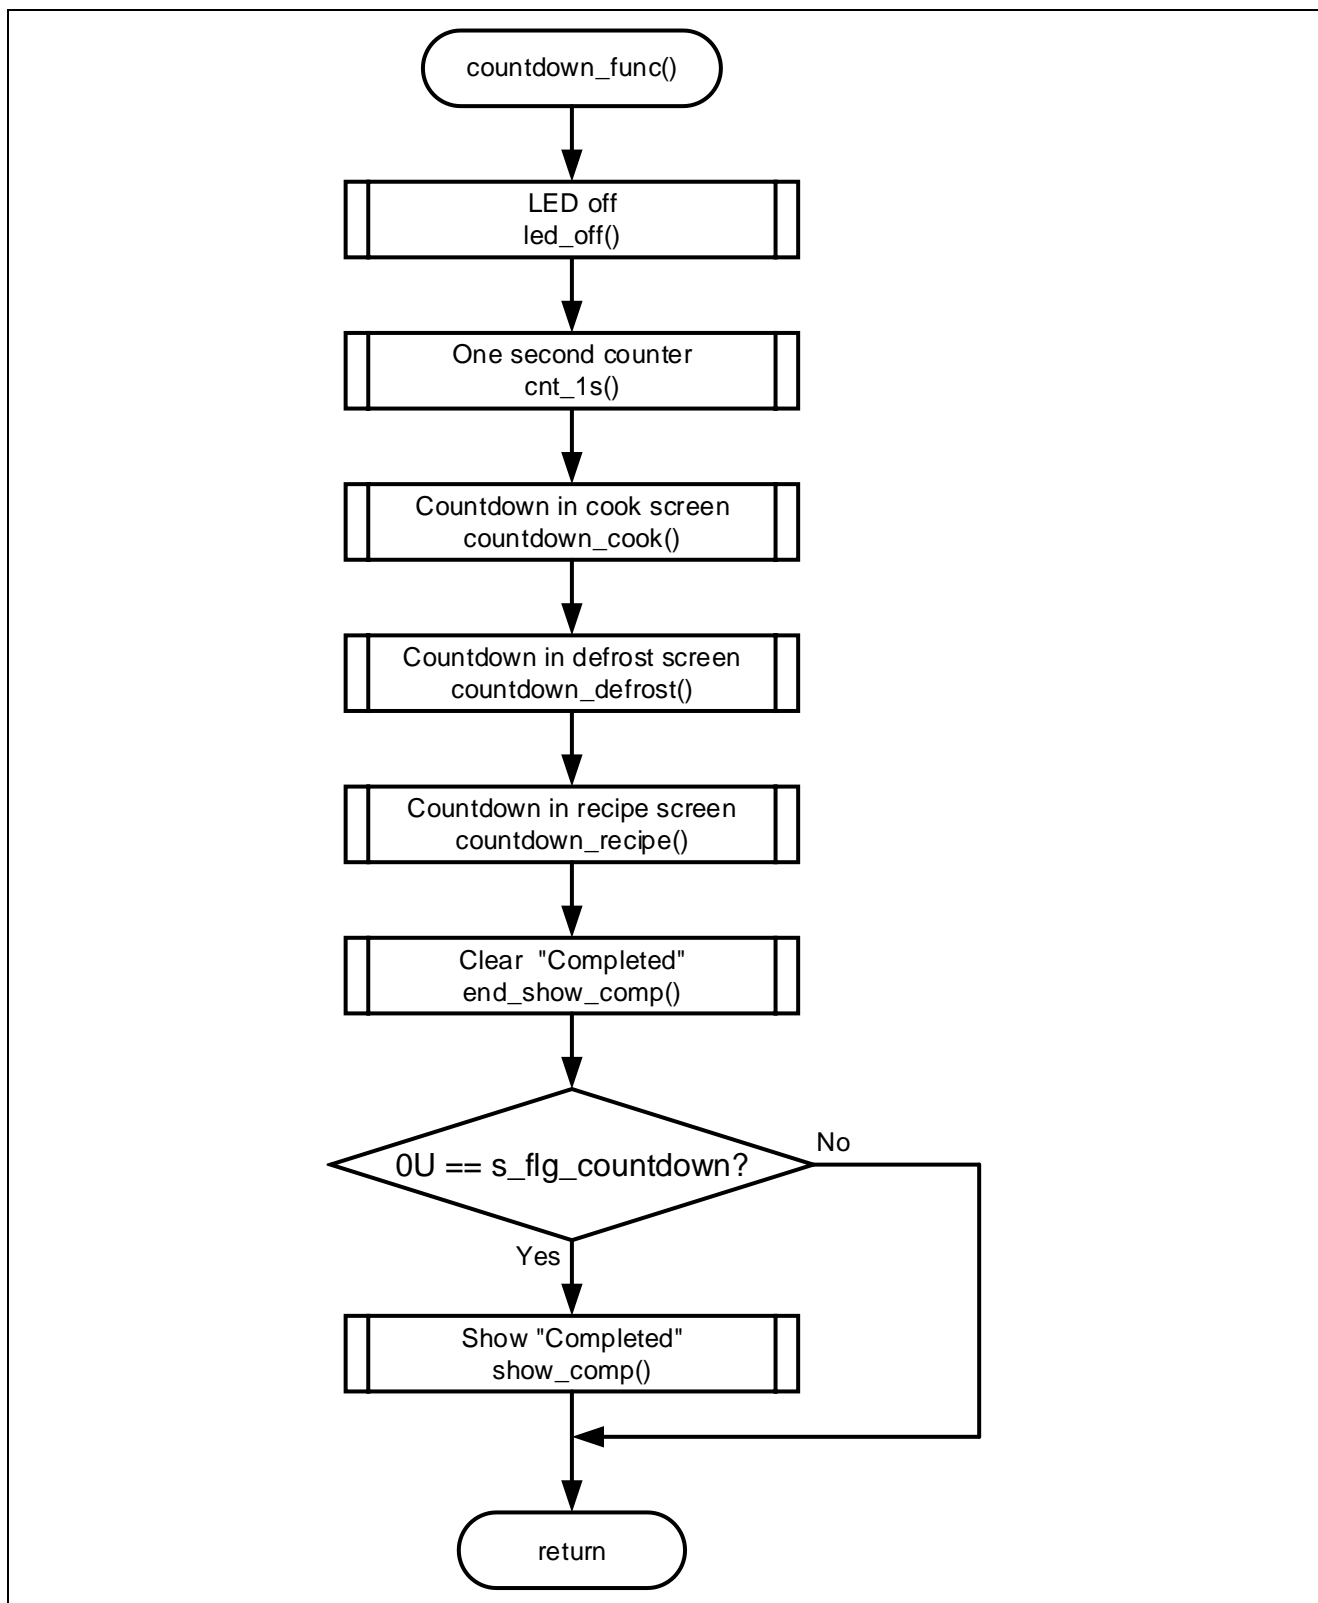 countdown_func()
LED off
led_off()
One second counter
cnt_1s()
Countdown in cook screen
countdown_cook()
Countdown in defrost screen
countdown_defrost()
Countdown in recipe screen
countdown_recipe()
Clear  "Completed"
end_show_comp()
0U == s_flg_countdown?
No
Yes
Show "Completed"
show_comp()
return